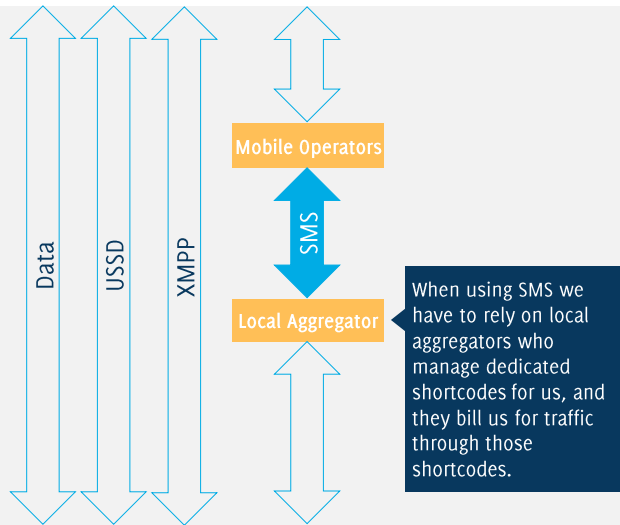 Data
USSD
XMPP
Mobile Operators
SMS
Local Aggregator
When using SMS we
have to rely on local
aggregators who
manage dedicated
shortcodes for us, and
they bill us for traffic
through those
shortcodes.